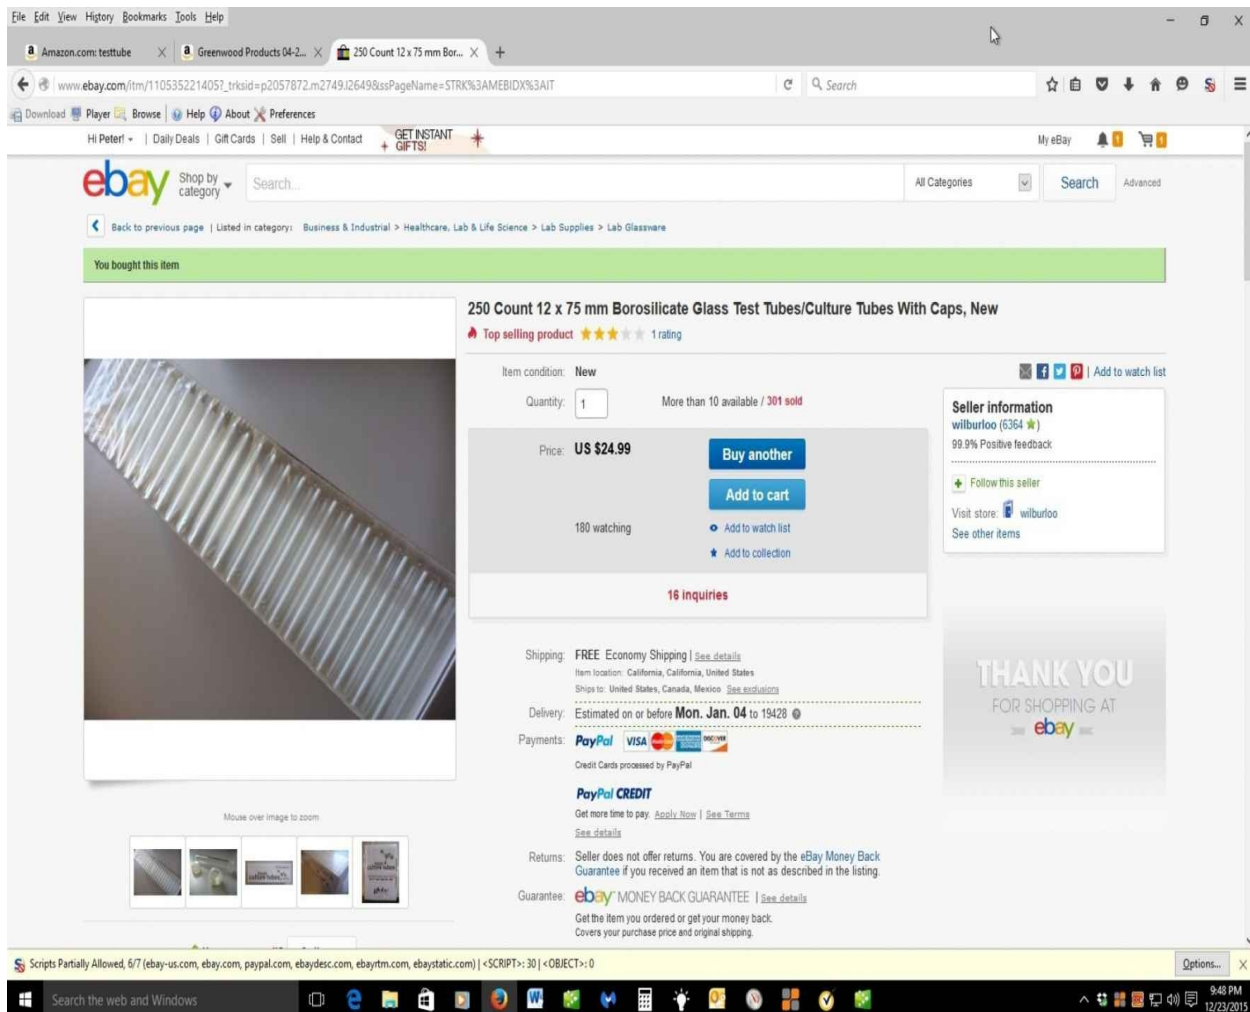 File Edit View History Bookmarks Tools Help
Amazon.com: testtube
Greenwood Products 04-2...
250 Count 12 x 75 mm Bor...
www.ebay.com/itm/110535221405?_trksid=p2057872.m2749.l2649&ssPageName=STRK%3AMEBIDX%3AIT
Search
Download Player Browse Help About Preferences
Hi Peter! | Daily Deals | Gift Cards | Sell | Help & Contact
GET INSTANT
GIFTS!
My eBay 1 1
ebay
Shop by
category
Search...
All Categories
Search
Advanced
Back to previous page | Listed in category: Business & Industrial > Healthcare, Lab & Life Science > Lab Supplies > Lab Glassware
You bought this item
250 Count 12 x 75 mm Borosilicate Glass Test Tubes/Culture Tubes With Caps, New
Top selling product 1 rating
Item condition: New
| Add to watch list
Quantity: 1 More than 10 available / 301 sold
Price: US $24.99
Buy another
Add to cart
180 watching
Add to watch list
Add to collection
16 inquiries
Seller information
wilburloo (6364 )
99.9% Positive feedback
Follow this seller
Visit store: wilburloo
See other items
Shipping: FREE Economy Shipping | See details
Item location: California, California, United States
Ships to: United States, Canada, Mexico See exclusions
Delivery: Estimated on or before Mon. Jan. 04 to 19428
Payments: PayPal VISA DISCOVER
Credit Cards processed by PayPal
PayPal CREDIT
Get more time to pay. Apply Now | See Terms
See details
Returns: Seller does not offer returns. You are covered by the eBay Money Back
Guarantee if you received an item that is not as described in the listing.
Guarantee: ebay MONEY BACK GUARANTEE | See details
Get the item you ordered or get your money back.
Covers your purchase price and original shipping.
THANK YOU
FOR SHOPPING AT
ebay
Mouse over image to zoom
Scripts Partially Allowed, 6/7 (ebay-us.com, ebay.com, paypal.com, ebaydesc.com, ebayrtm.com, ebaystatic.com) | <SCRIPT>: 30 | <OBJECT>: 0
Options...
Search the web and Windows
9:48 PM
12/23/2015